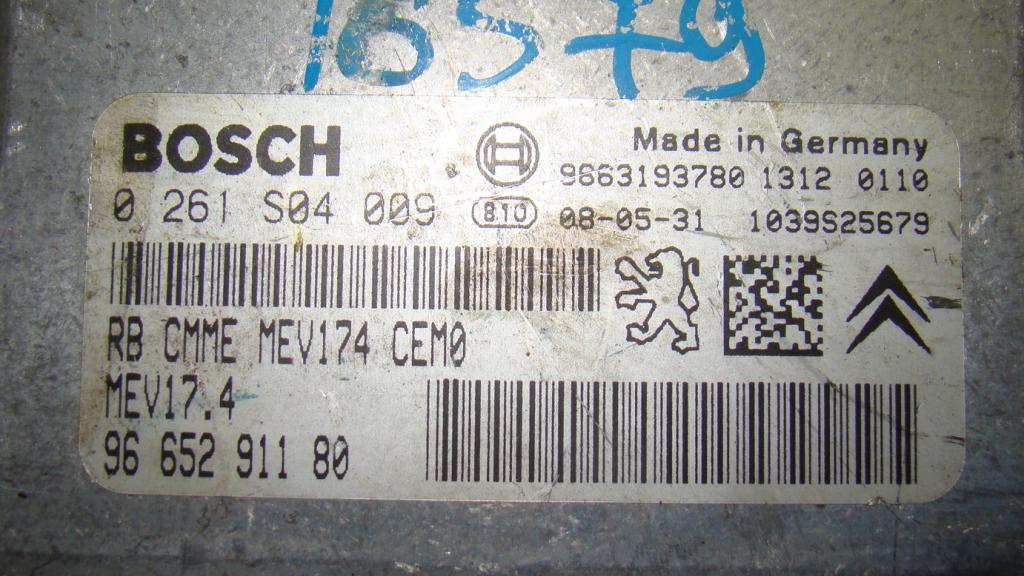 16579
BOSCH
Made in Germany
9663193780 1312 0110
0 261 S04 009
810
08-05-31 1039S25679
RB CMME MEV174 CEM0
MEV17.4
96 652 911 80